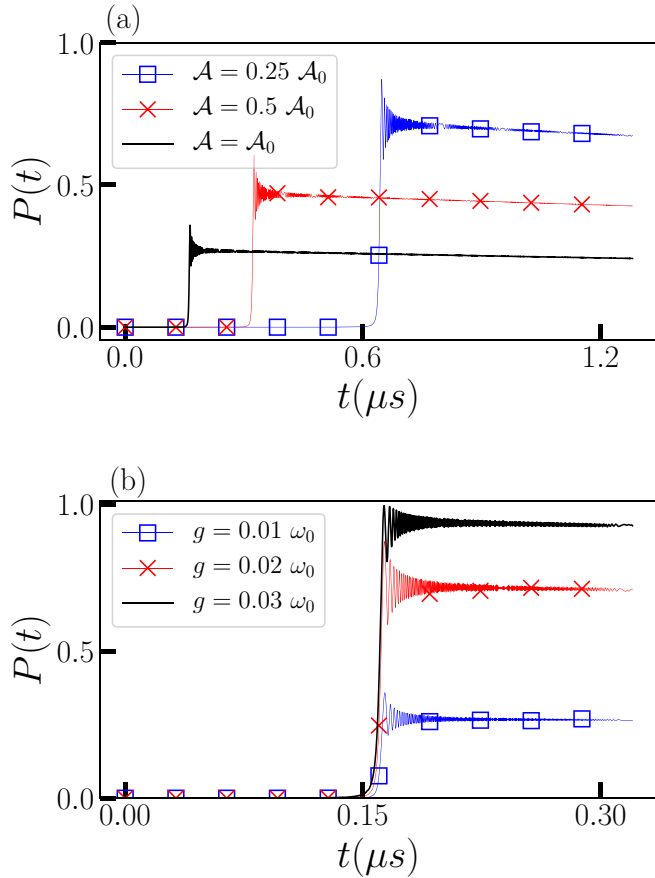 (a)
1.0
0.5
0.0
P(t)
𝒜 = 0.25 𝒜₀
𝒜 = 0.5 𝒜₀
𝒜 = 𝒜₀
0.0 0.6 1.2
t(μs)
(b)
1.0
0.5
0.0
P(t)
g = 0.01 ω₀
g = 0.02 ω₀
g = 0.03 ω₀
0.00 0.15 0.30
t(μs)